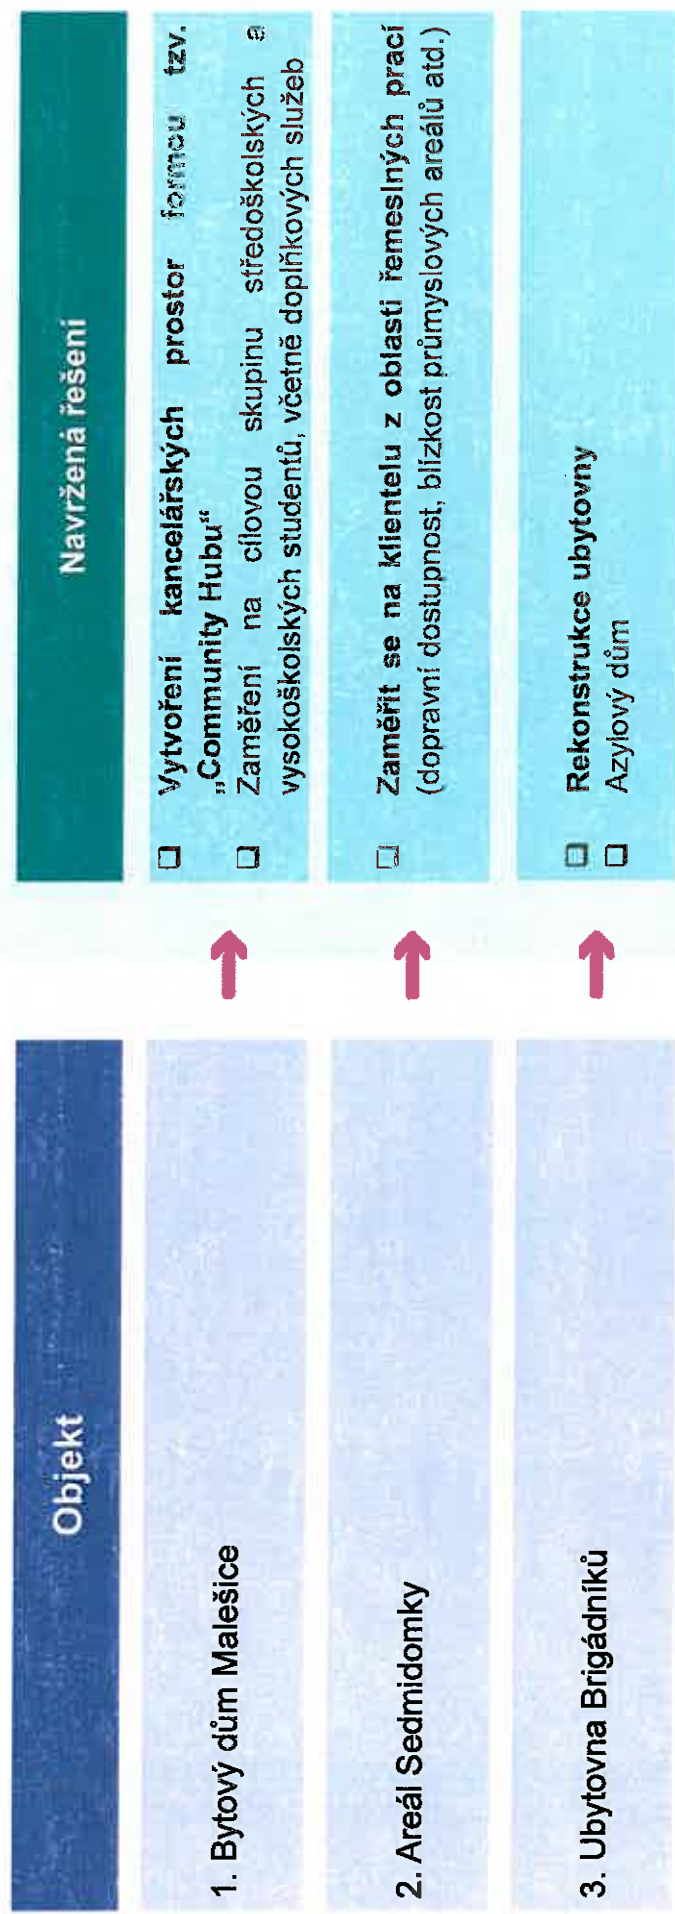 Objekt
Navržená řešení
1. Bytový dům Malešice
❑ Vytvoření kancelářských prostor formou tzv.
„Community Hubu“
❑ Zaměření na cílovou skupinu středoškolských a
vysokoškolských studentů, včetně doplňkových služeb
2. Areál Sedmidomky
❑ Zaměřit se na klientelu z oblasti řemeslných prací
(dopravní dostupnost, blízkost průmyslových areálů atd.)
3. Ubytovna Brigádníků
❑ Rekonstrukce ubytovny
❑ Azylový dům